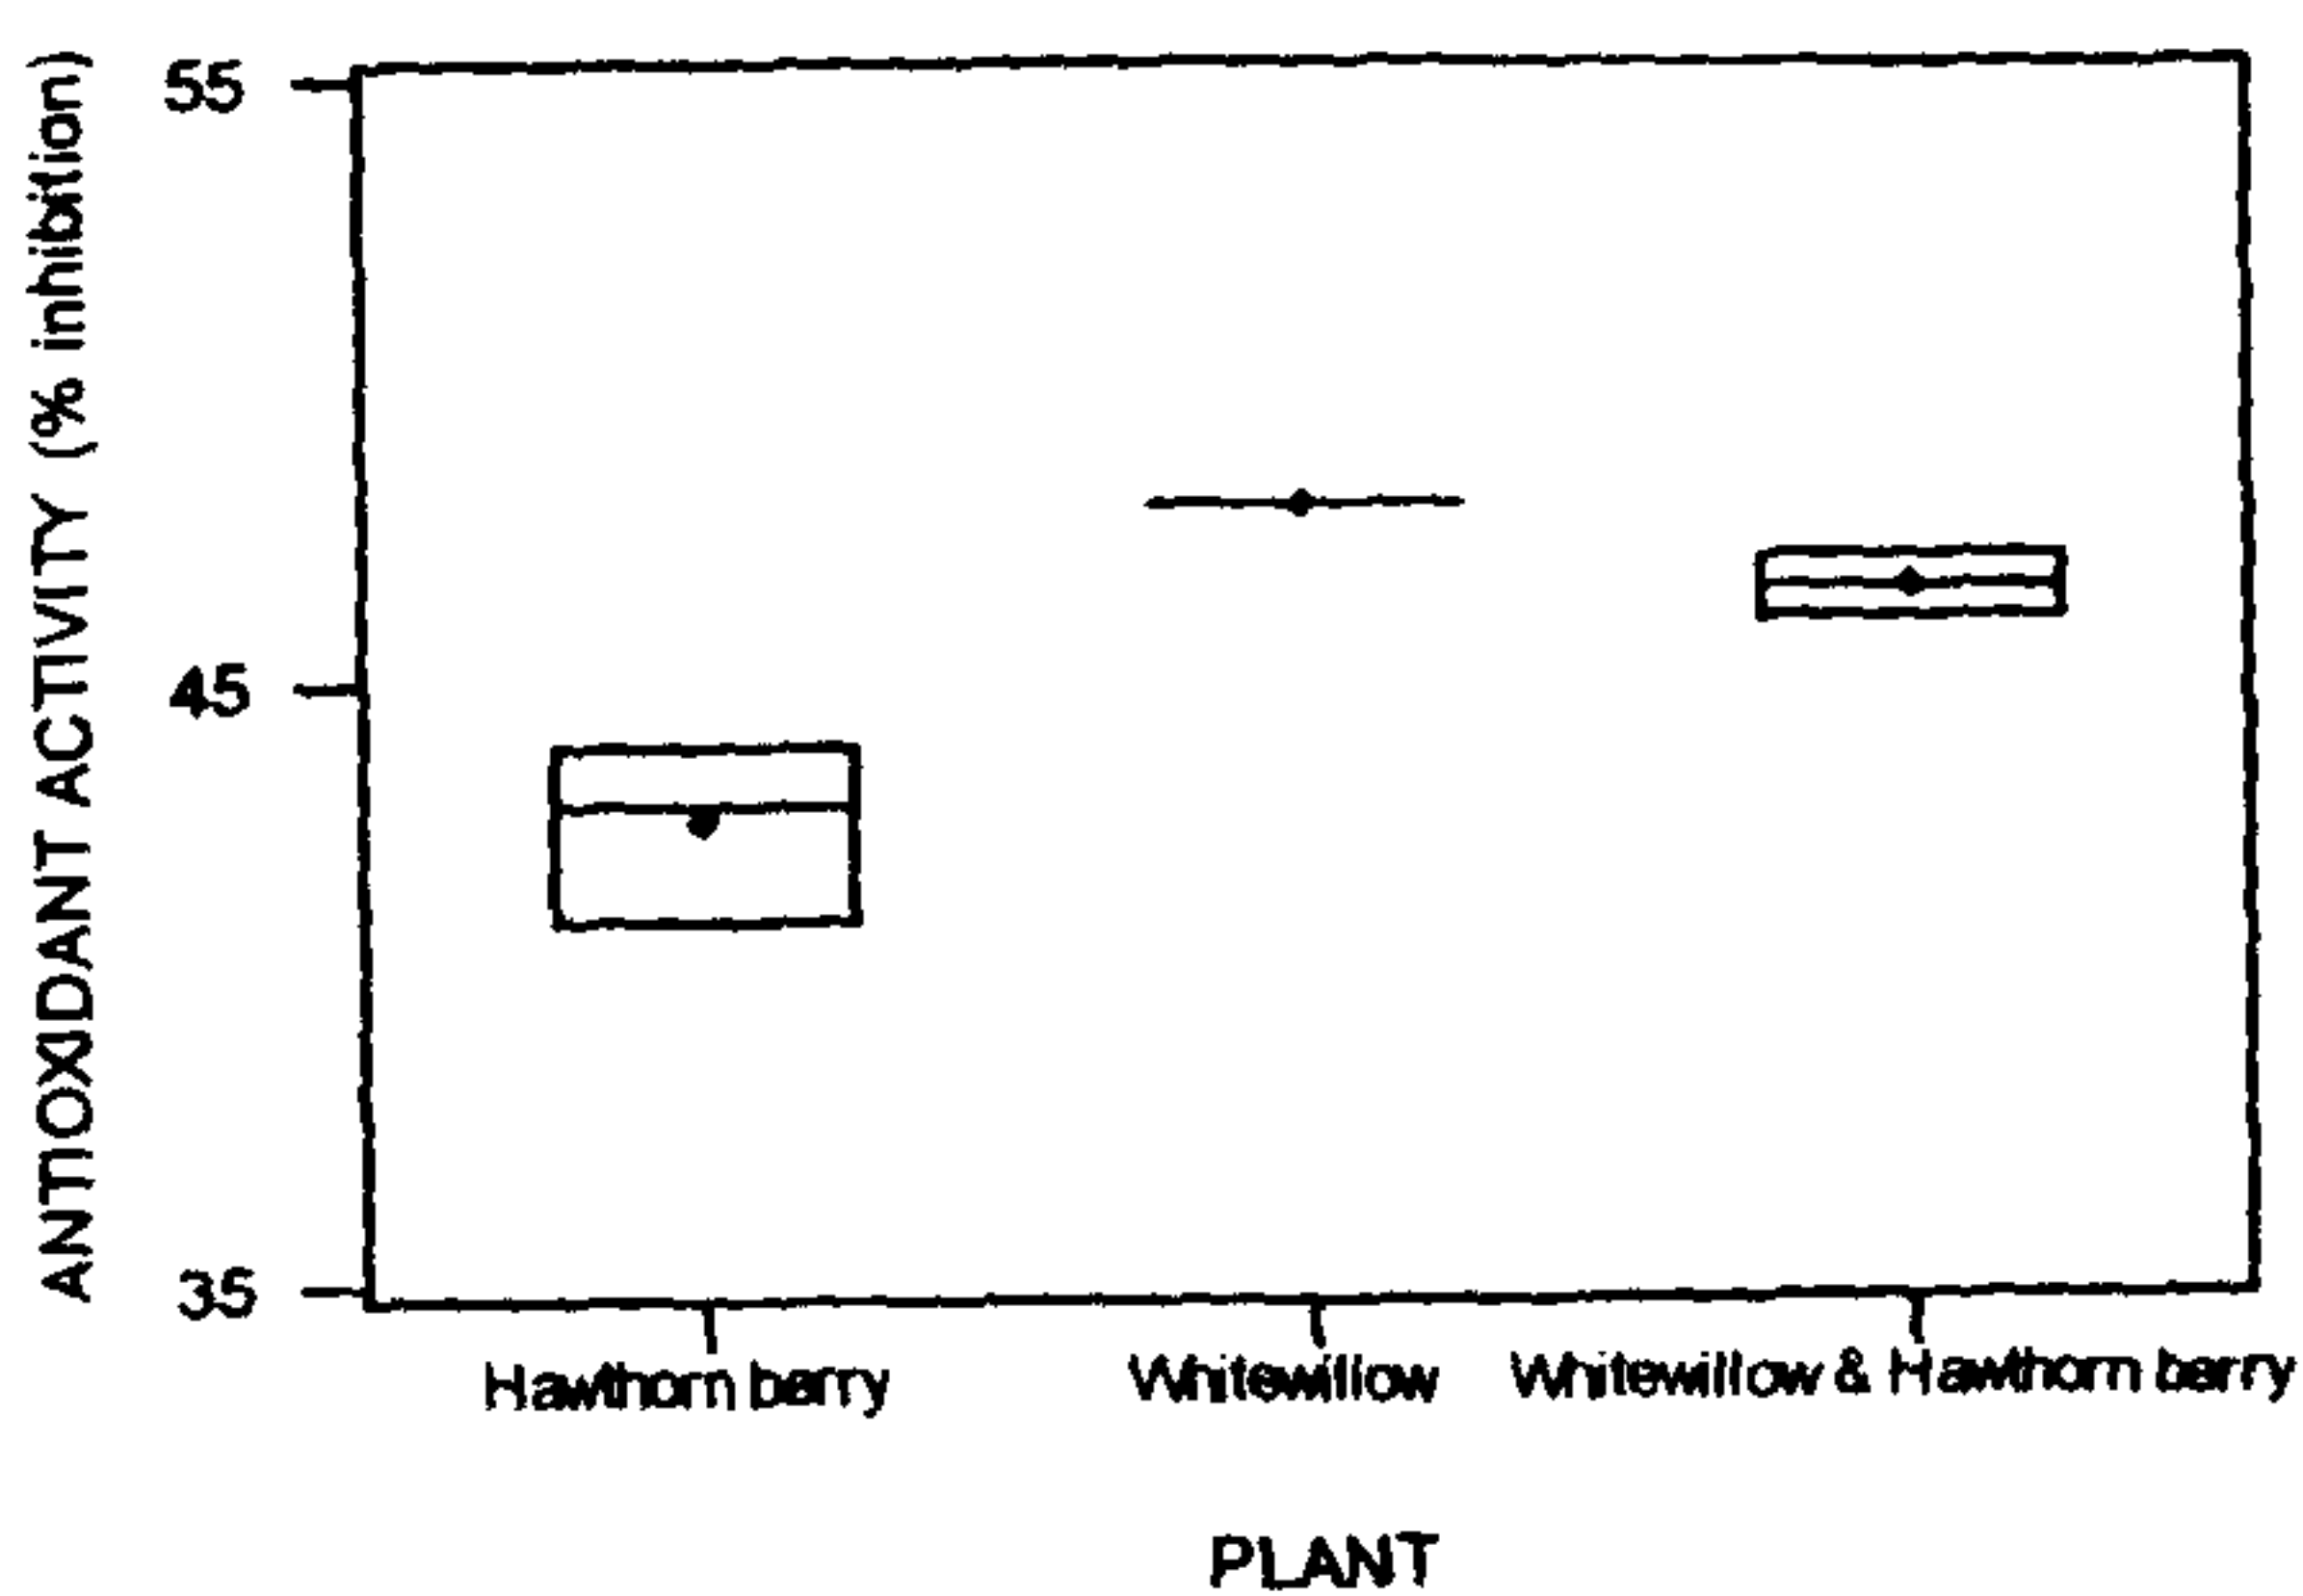 ANTIOXIDANT ACTIVITY (% inhibition)
55
45
35
Hawthorn berry
Whitewillow
Whitewillow & Hawthorn berry
PLANT